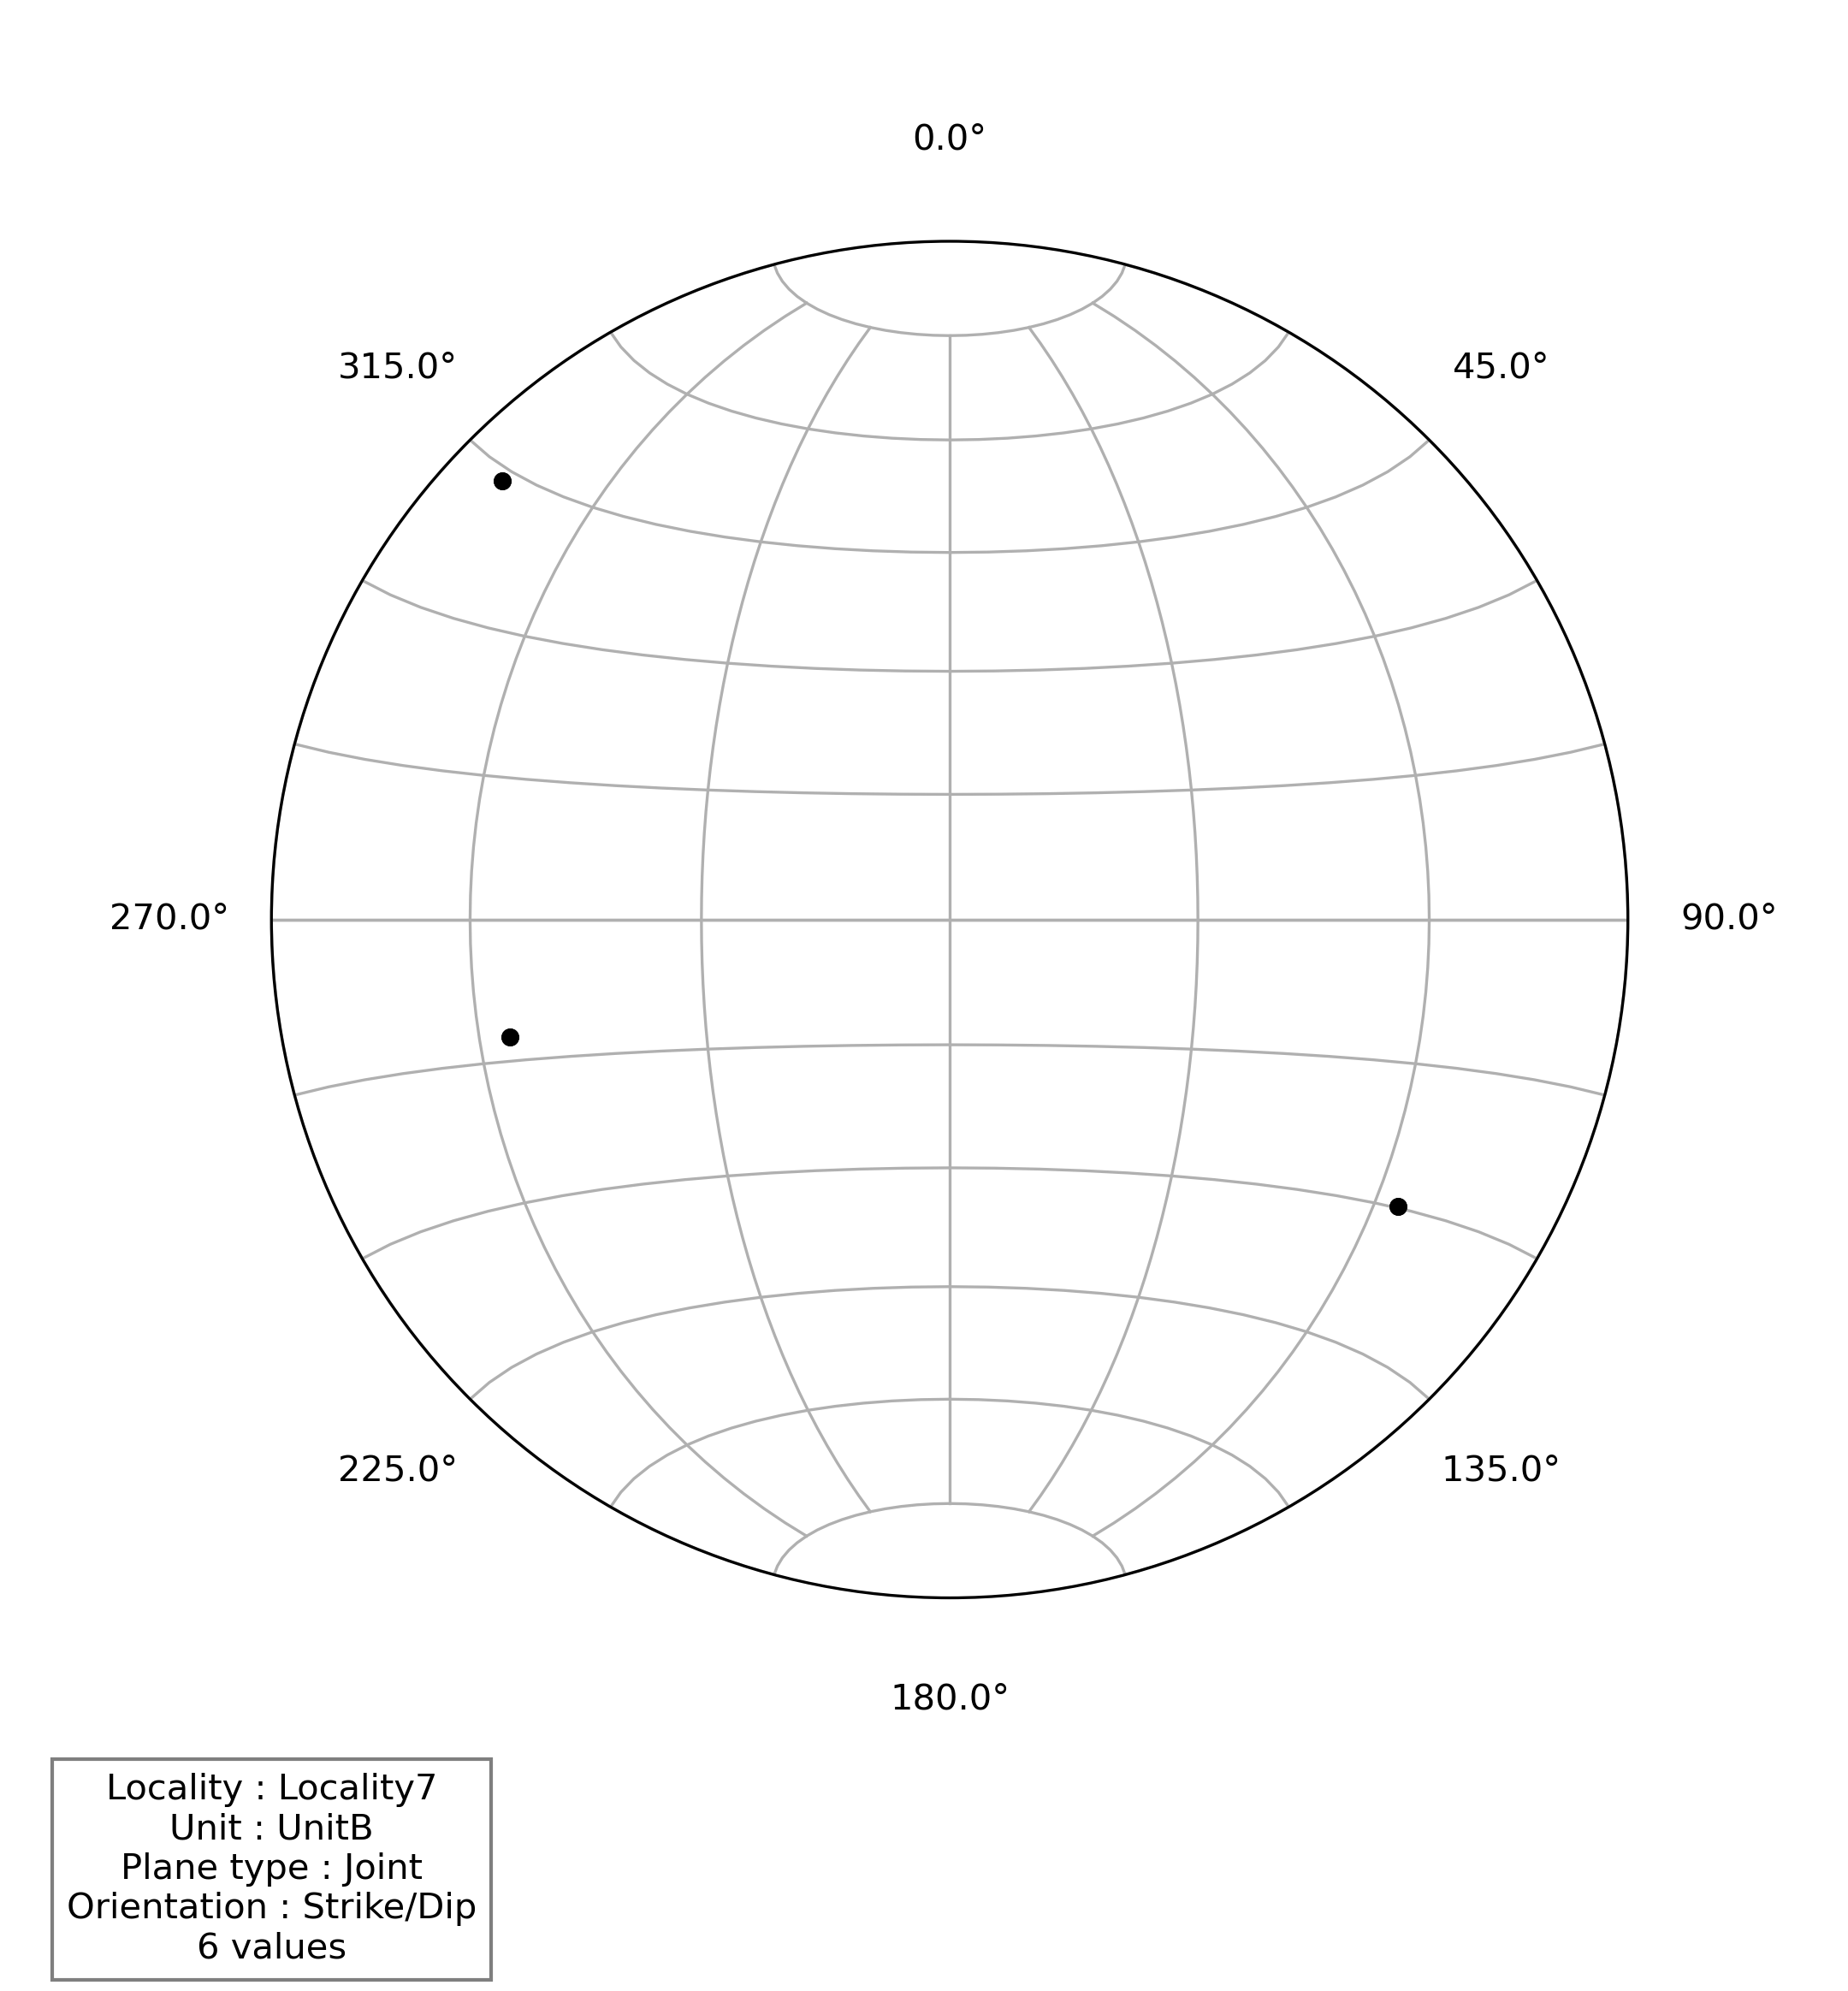 0.0°
315.0°
45.0°
270.0°
90.0°
225.0°
135.0°
180.0°
Locality : Locality7
Unit : UnitB
Plane type : Joint
Orientation : Strike/Dip
6 values